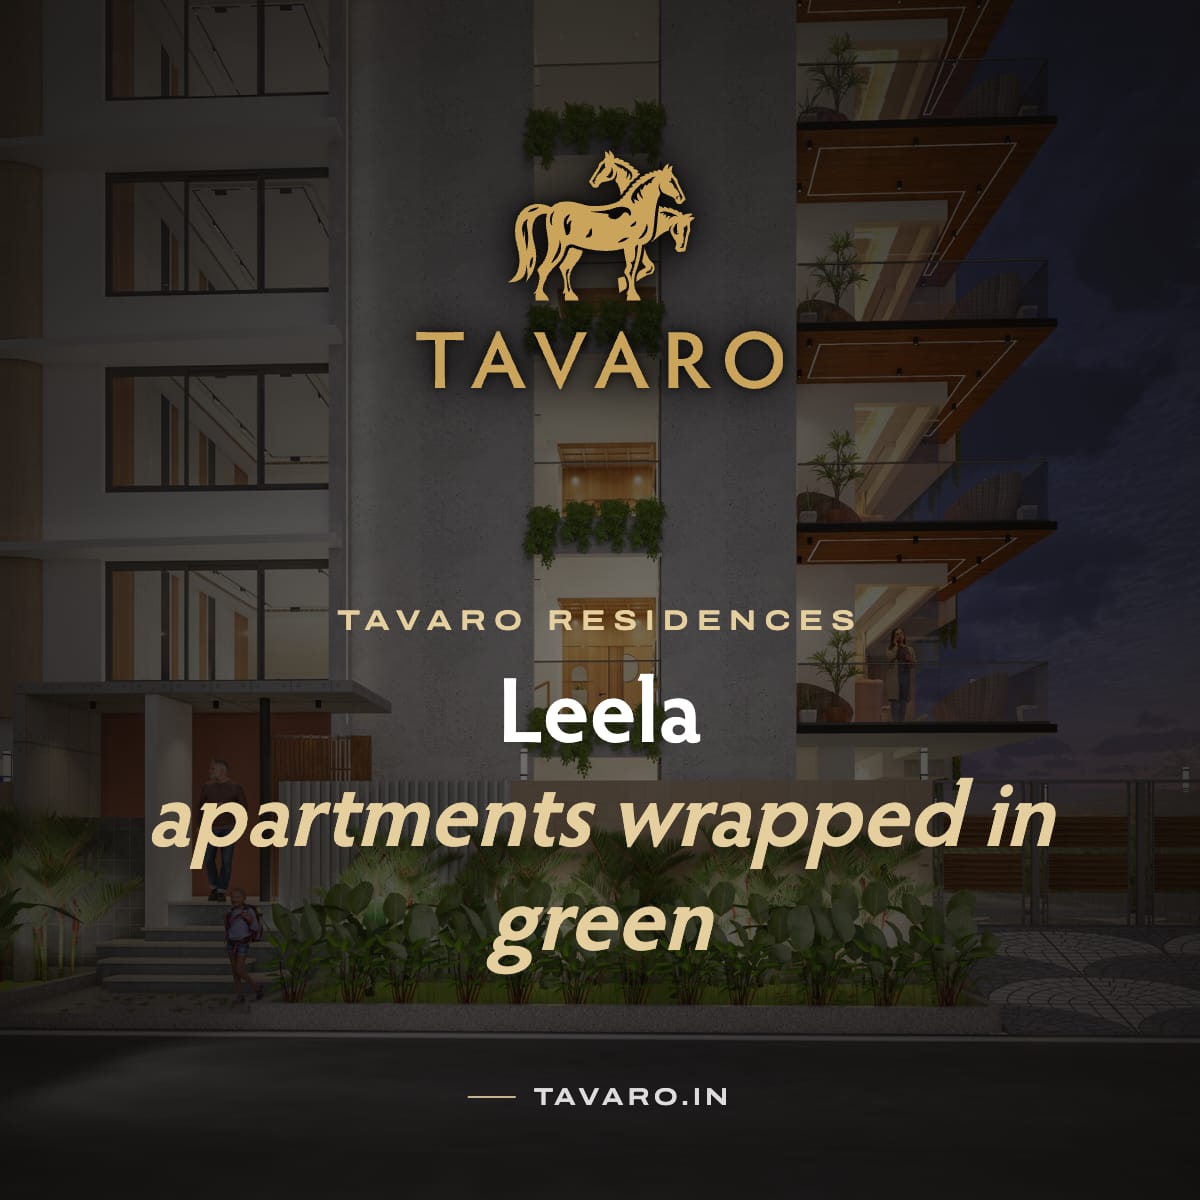 TAVARO
TAVARO RESIDENCES
Leela
apartments wrapped in
green
TAVARO.IN